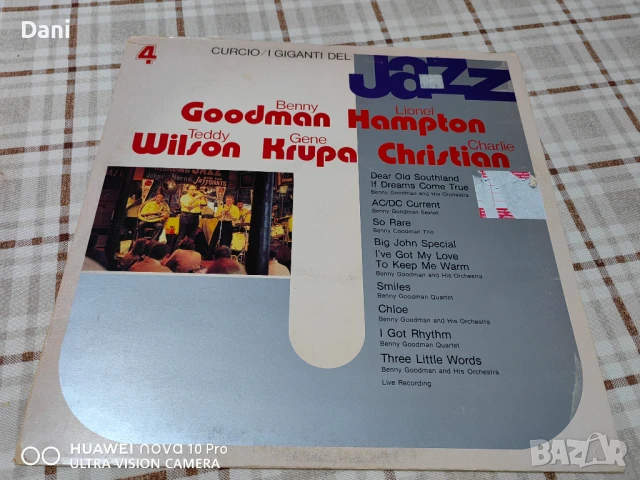 Dani
4
CURCIO/I GIGANTI DEL
Jazz
Benny
Lionel
Goodman Hampton
Teddy
Gene
Charlie
Wilson Krupa Christian
Dear Old Southland
If Dreams Come True
Benny Goodman and His Orchestra
AC/DC Current
Benny Goodman Sextet
So Rare
Benny Goodman Trio
Big John Special
I've Got My Love
To Keep Me Warm
Benny Goodman and His Orchestra
Smiles
Benny Goodman Quartet
Chloe
Benny Goodman and His Orchestra
I Got Rhythm
Benny Goodman Quartet
Three Little Words
Benny Goodman and His Orchestra
Live Recording
HUAWEI nova 10 Pro
ULTRA VISION CAMERA
BAZAR